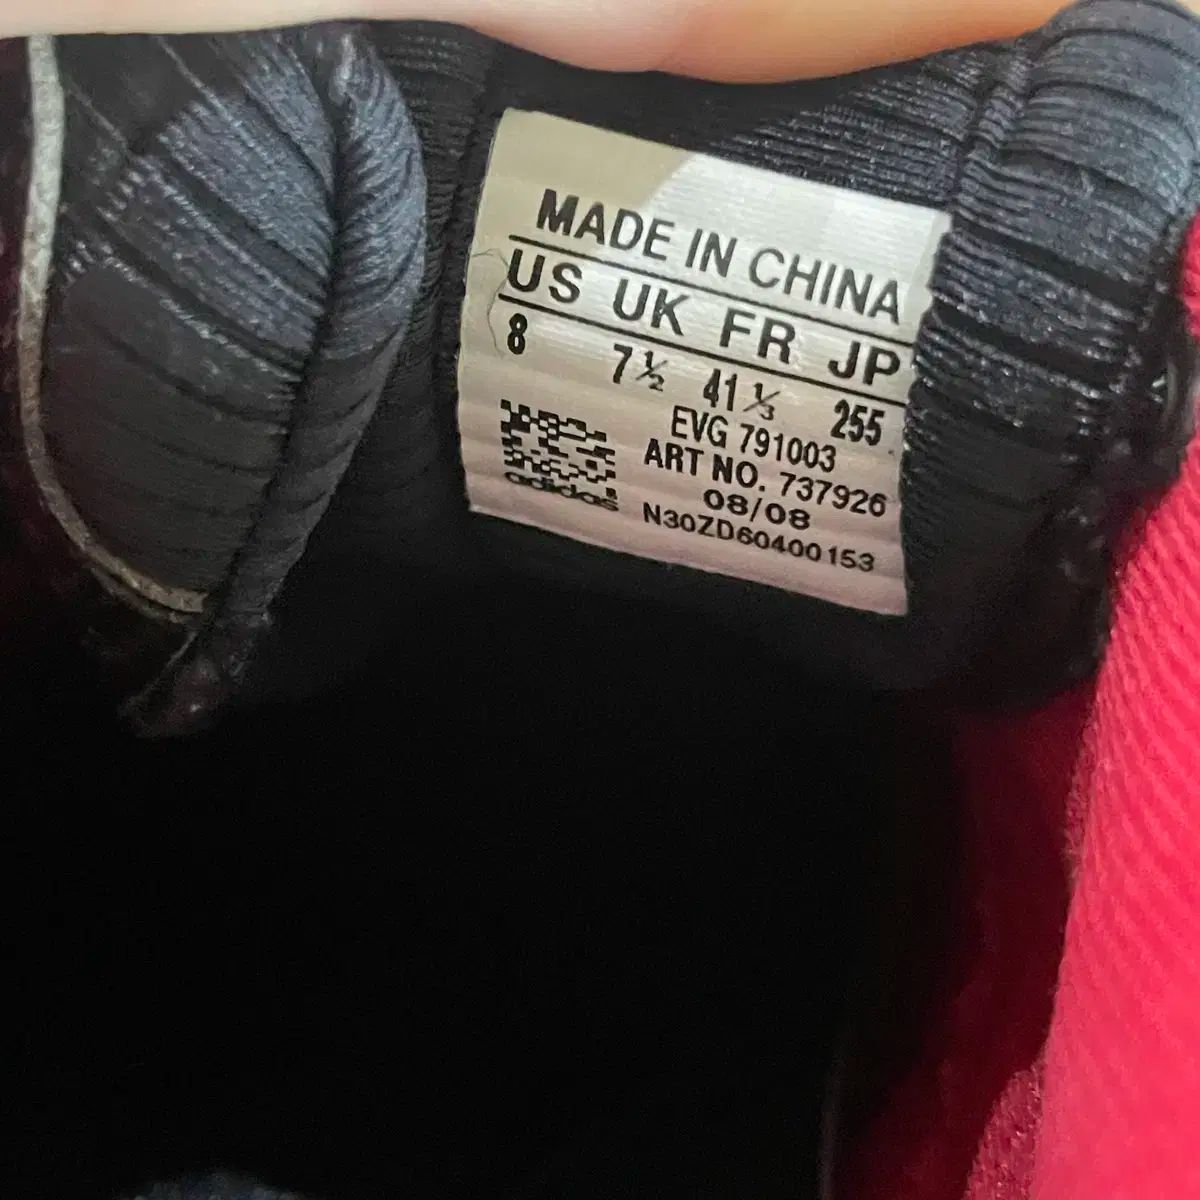 MADE IN CHINA
US UK FR JP
8 7½ 41⅓ 255
EVG 791003
ART NO. 737926
08/08
N30ZD60400153
adidas